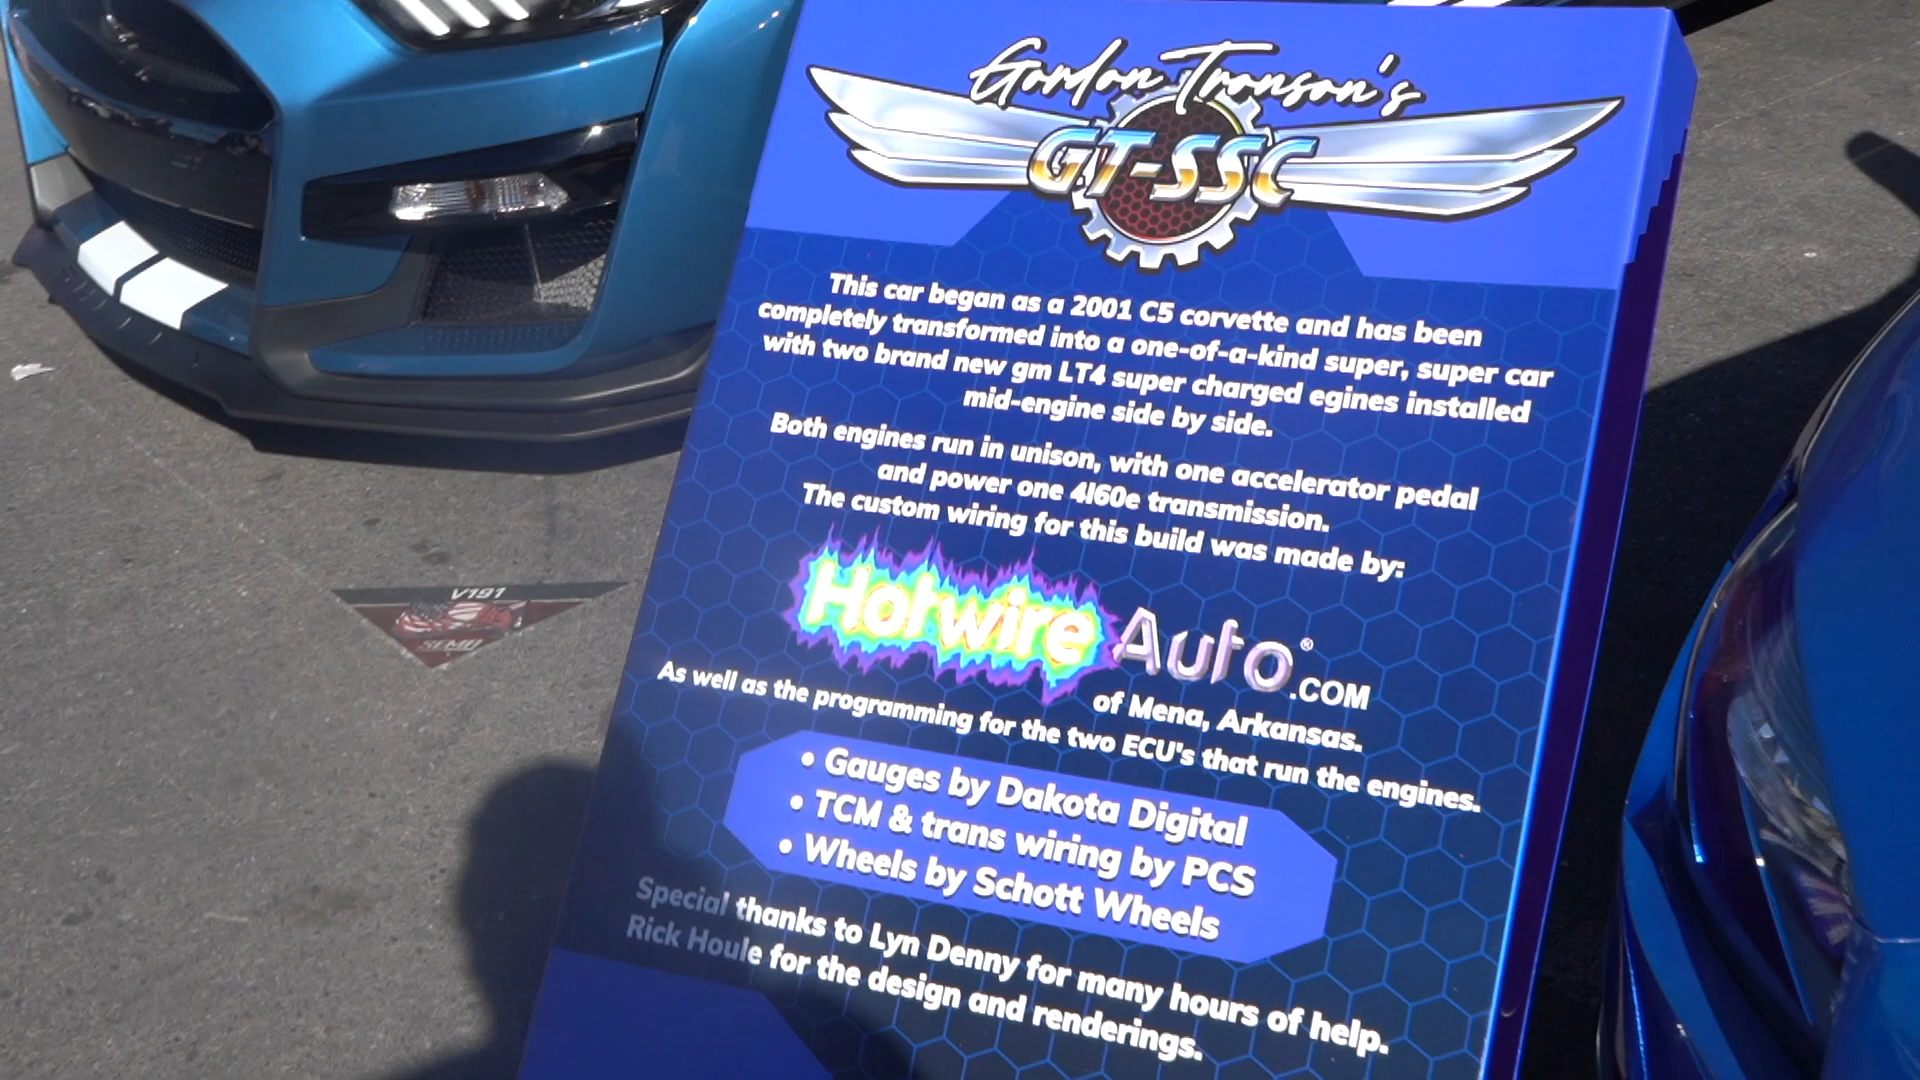 Gordon Tronson's
GT-SSC
This car began as a 2001 C5 corvette and has been
completely transformed into a one-of-a-kind super, super car
with two brand new gm LT4 super charged egines installed
mid-engine side by side.
Both engines run in unison, with one accelerator pedal
and power one 4l60e transmission.
The custom wiring for this build was made by:
Hotwire Auto®.COM
of Mena, Arkansas.
As well as the programming for the two ECU's that run the engines.
• Gauges by Dakota Digital
• TCM & trans wiring by PCS
• Wheels by Schott Wheels
Special thanks to Lyn Denny for many hours of help.
Rick Houle for the design and renderings.
V191
SEMA